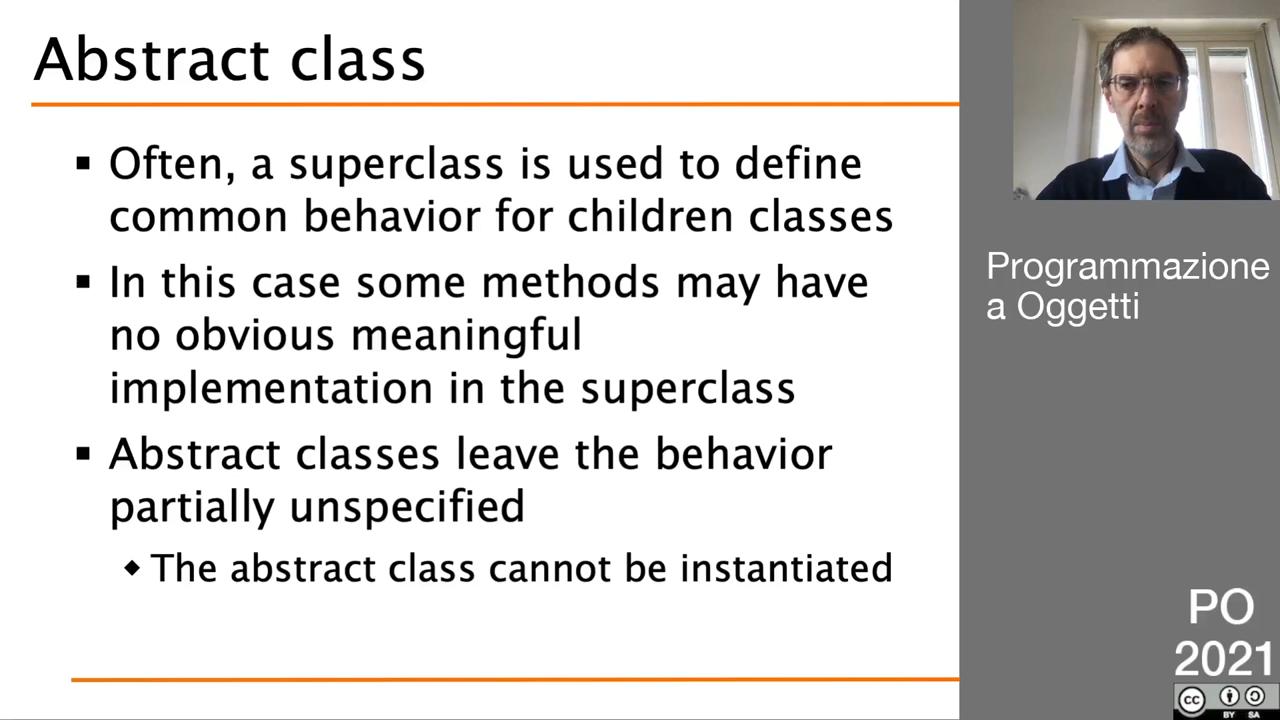 Abstract class
▪ Often, a superclass is used to define
common behavior for children classes
▪ In this case some methods may have
no obvious meaningful
implementation in the superclass
▪ Abstract classes leave the behavior
partially unspecified
◆ The abstract class cannot be instantiated
Programmazione
a Oggetti
PO
2021
cc
BY SA